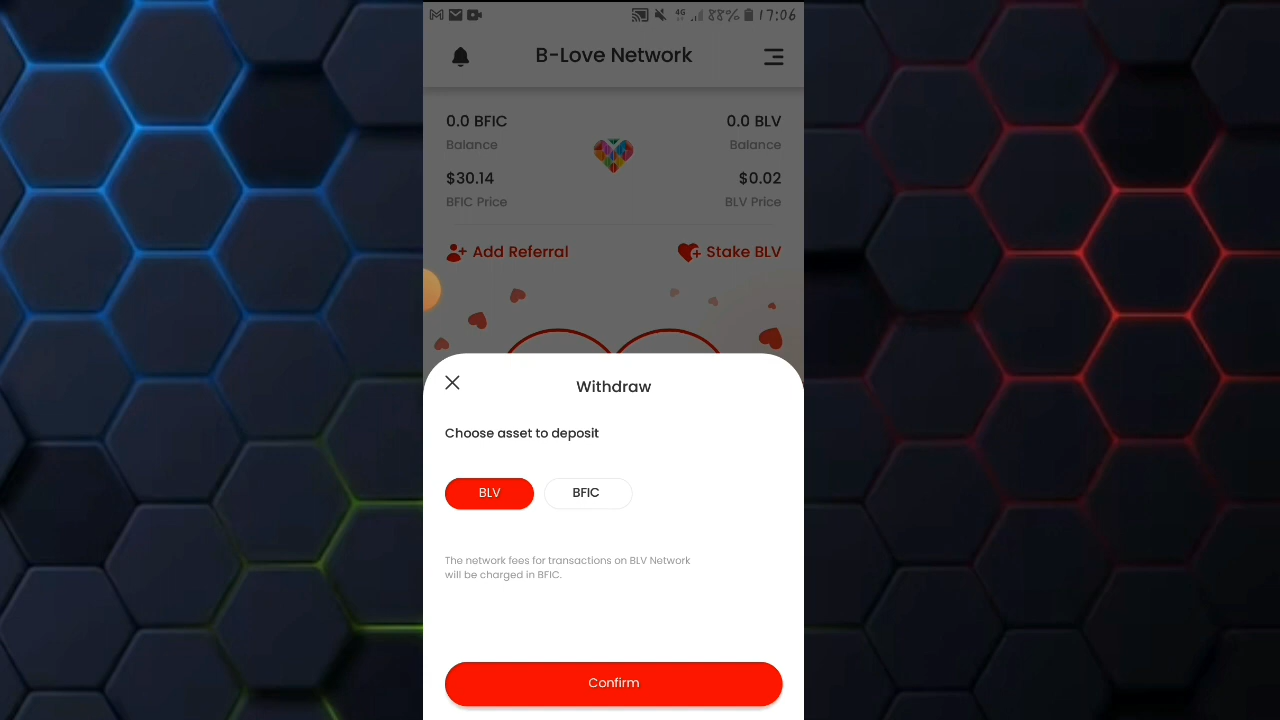 4G 88% 17:06
B-Love Network
0.0 BFIC 0.0 BLV
Balance Balance
$30.14 $0.02
BFIC Price BLV Price
Add Referral Stake BLV
Withdraw
Choose asset to deposit
BLV BFIC
The network fees for transactions on BLV Network
will be charged in BFIC.
Confirm